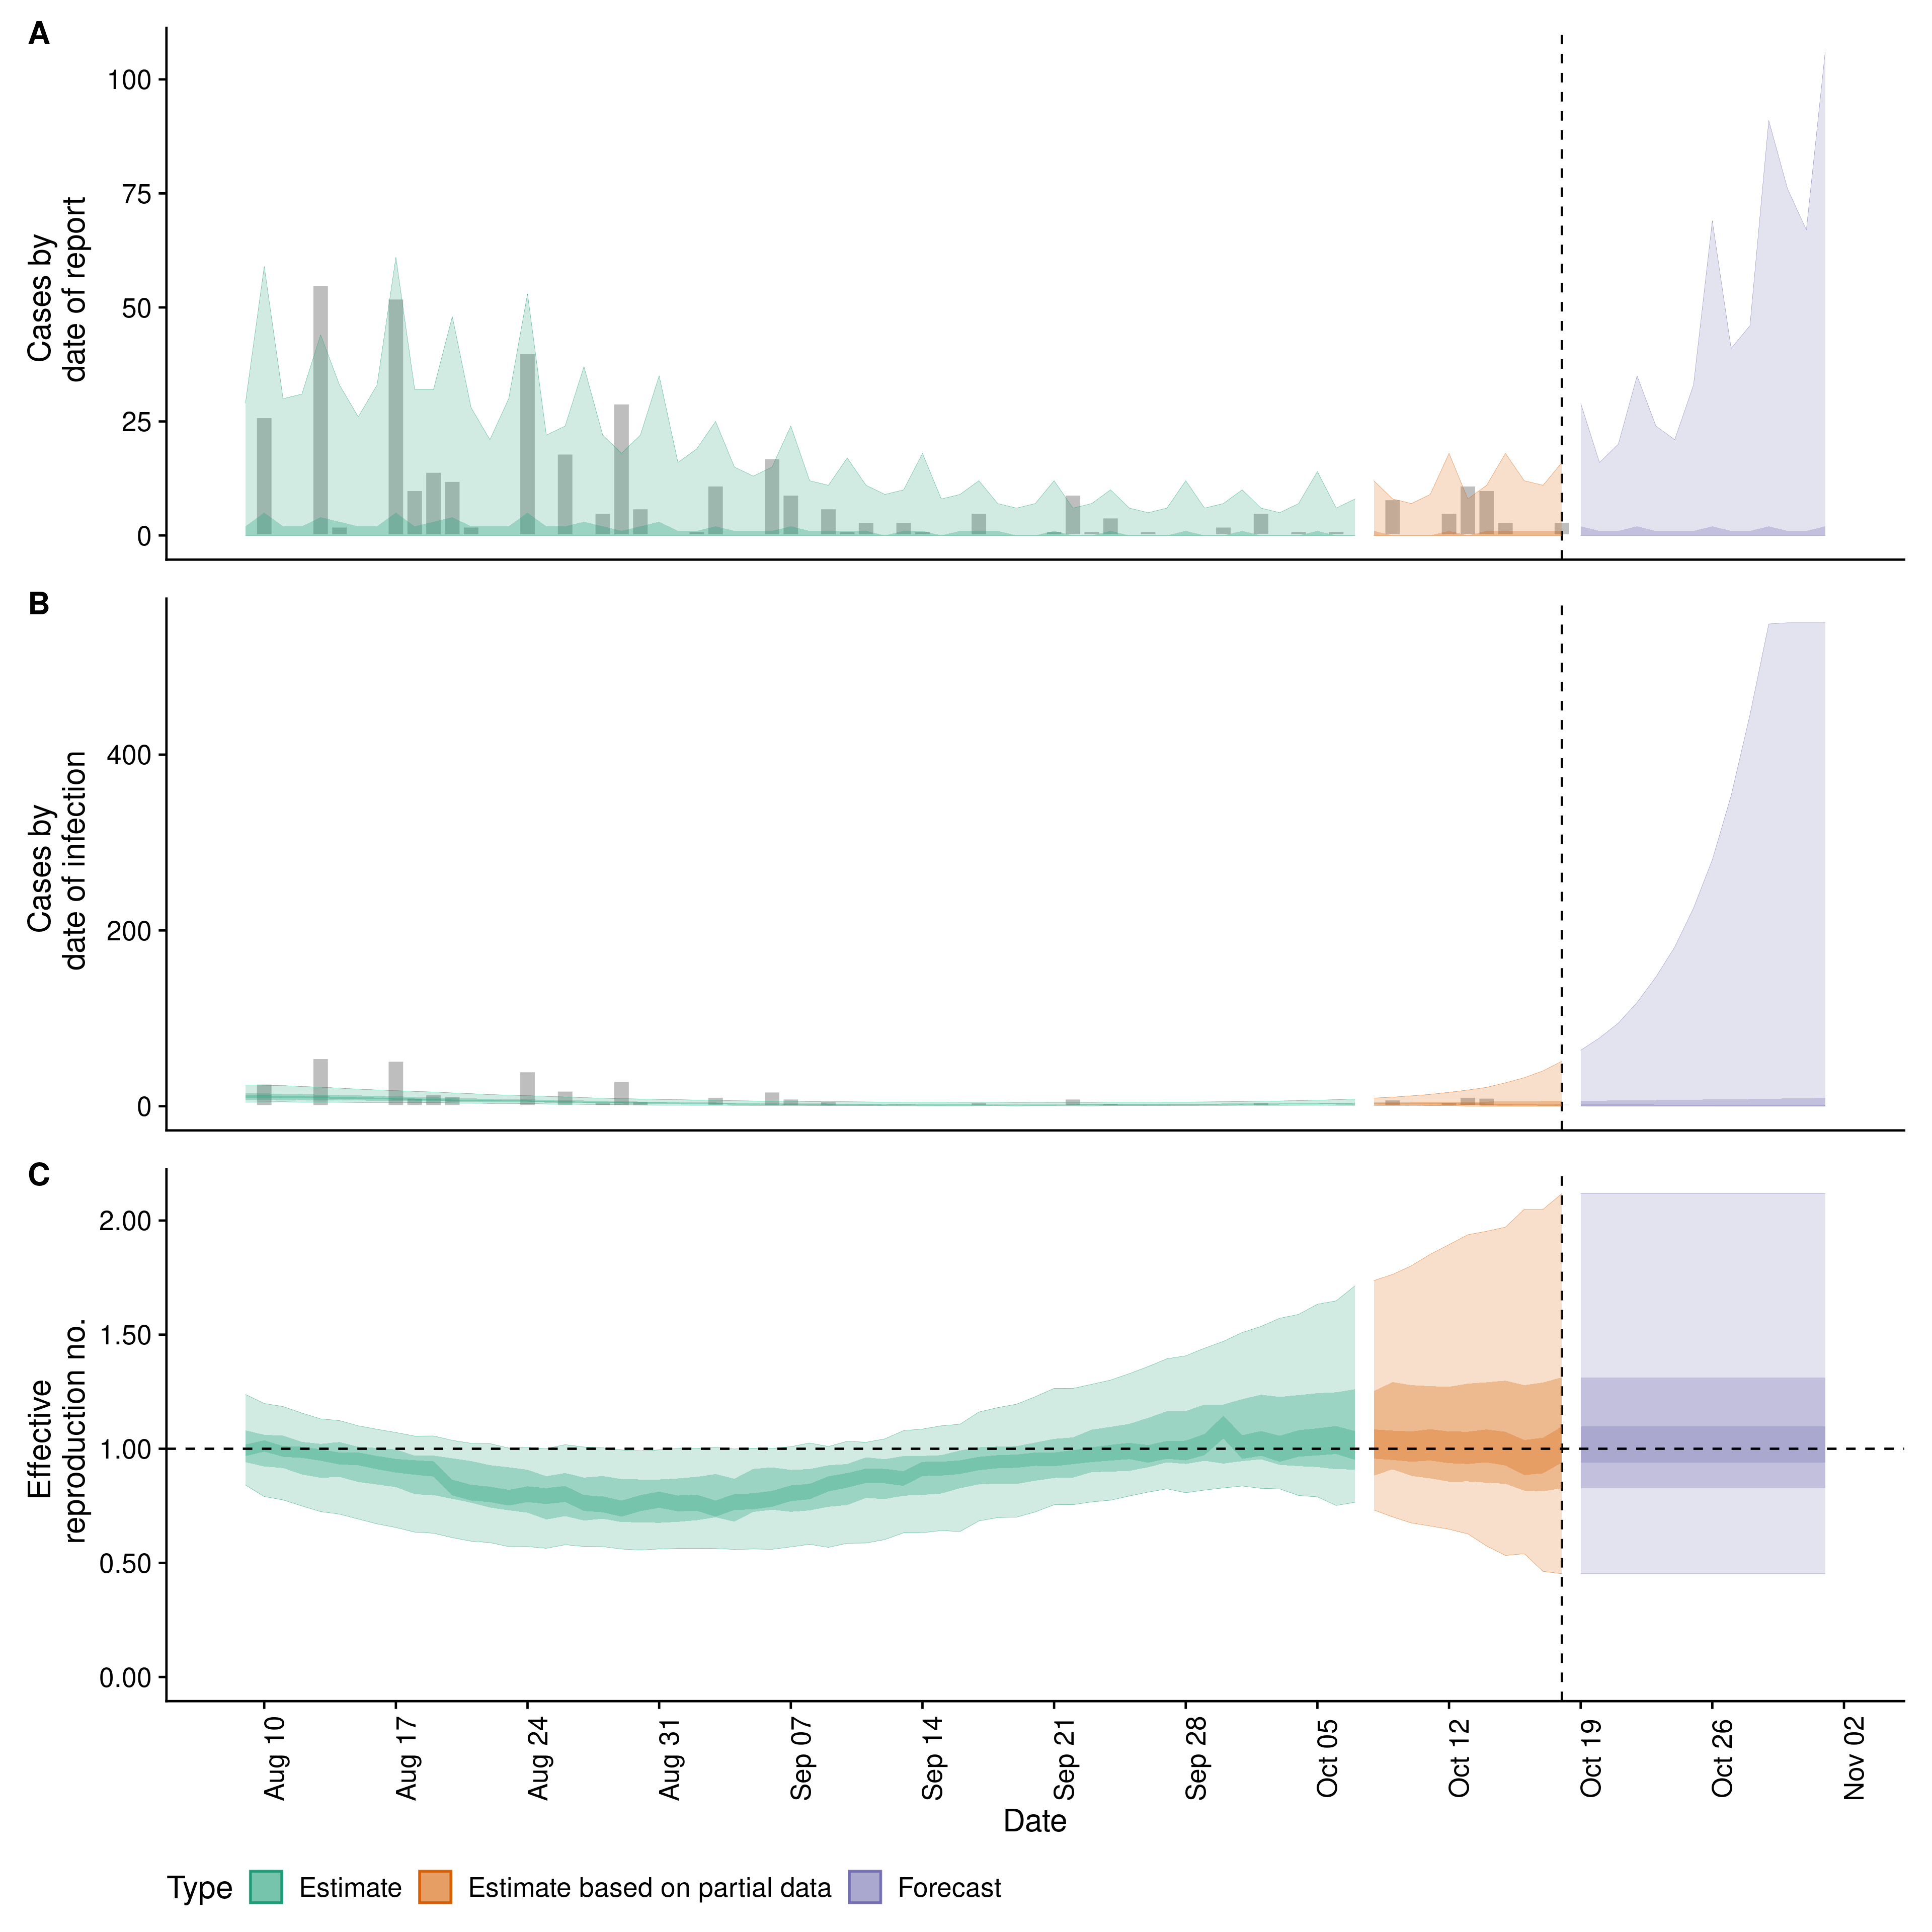 A
Cases by
date of report
100
75
50
25
0
B
Cases by
date of infection
400
200
0
C
Effective
reproduction no.
2.00
1.50
1.00
0.50
0.00
Aug 10
Aug 17
Aug 24
Aug 31
Sep 07
Sep 14
Sep 21
Sep 28
Oct 05
Oct 12
Oct 19
Oct 26
Nov 02
Date
Type Estimate Estimate based on partial data Forecast